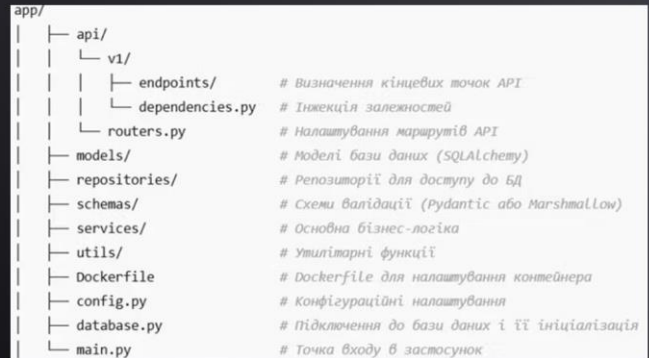 app/
│   ├── api/
│   │   └── v1/
│   │   │   ├── endpoints/ # Визначення кінцевих точок API
│   │   │   └── dependencies.py # Інжекція залежностей
│   │   └── routers.py # Налаштування маршрутів API
│   ├── models/ # Моделі бази даних (SQLAlchemy)
│   ├── repositories/ # Репозиторії для доступу до БД
│   ├── schemas/ # Схеми валідації (Pydantic або Marshmallow)
│   ├── services/ # Основна бізнес-логіка
│   ├── utils/ # Утилітарні функції
│   ├── Dockerfile # Dockerfile для налаштування контейнера
│   ├── config.py # Конфігураційні налаштування
│   ├── database.py # Підключення до бази даних і її ініціалізація
│   └── main.py # Точка входу в застосунок